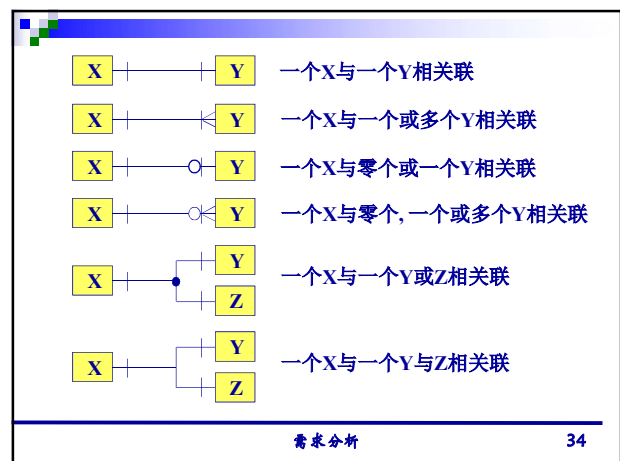 X Y 一个X与一个Y相关联
X Y 一个X与一个或多个Y相关联
X Y 一个X与零个或一个Y相关联
X Y 一个X与零个, 一个或多个Y相关联
Y
X 一个X与一个Y或Z相关联
Z
Y
X 一个X与一个Y与Z相关联
Z
需求分析 34